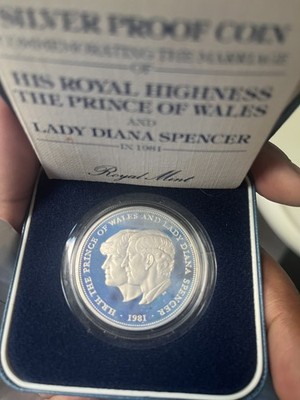 SILVER PROOF COIN
COMMEMORATING THE MARRIAGE
OF
HIS ROYAL HIGHNESS
THE PRINCE OF WALES
AND
LADY DIANA SPENCER
IN 1981
Royal Mint
H.R.H. THE PRINCE OF WALES AND LADY DIANA SPENCER
· 1981 ·